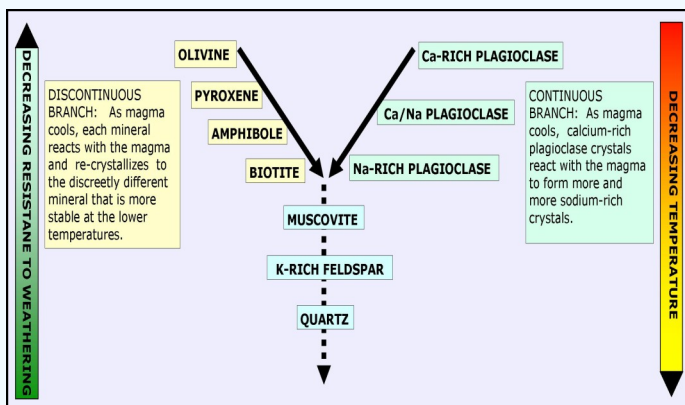 DECREASING RESISTANE TO WEATHERING
OLIVINE
PYROXENE
AMPHIBOLE
BIOTITE
DISCONTINUOUS
BRANCH: As magma
cools, each mineral
reacts with the magma
and re-crystallizes to
the discreetly different
mineral that is more
stable at the lower
temperatures.
Ca-RICH PLAGIOCLASE
Ca/Na PLAGIOCLASE
Na-RICH PLAGIOCLASE
CONTINUOUS
BRANCH: As magma
cools, calcium-rich
plagioclase crystals
react with the magma
to form more and
more sodium-rich
crystals.
MUSCOVITE
K-RICH FELDSPAR
QUARTZ
DECREASING TEMPERATURE